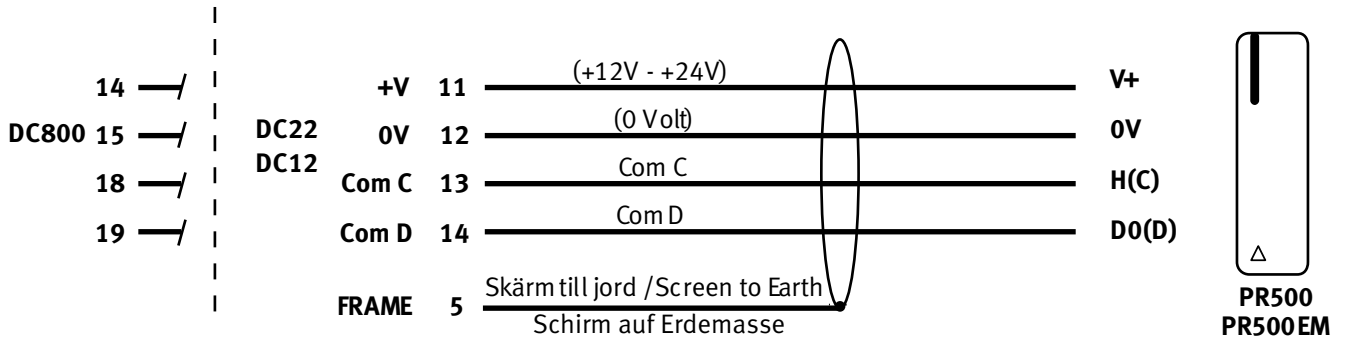 14 +V 11 (+12V - +24V) V+
DC800 15 DC22 0V 12 (0 Volt) 0V
DC12
18 Com C 13 Com C H(C)
19 Com D 14 Com D D0(D)
FRAME 5 Skärm till jord / Screen to Earth
Schirm auf Erdemasse
PR500
PR500EM